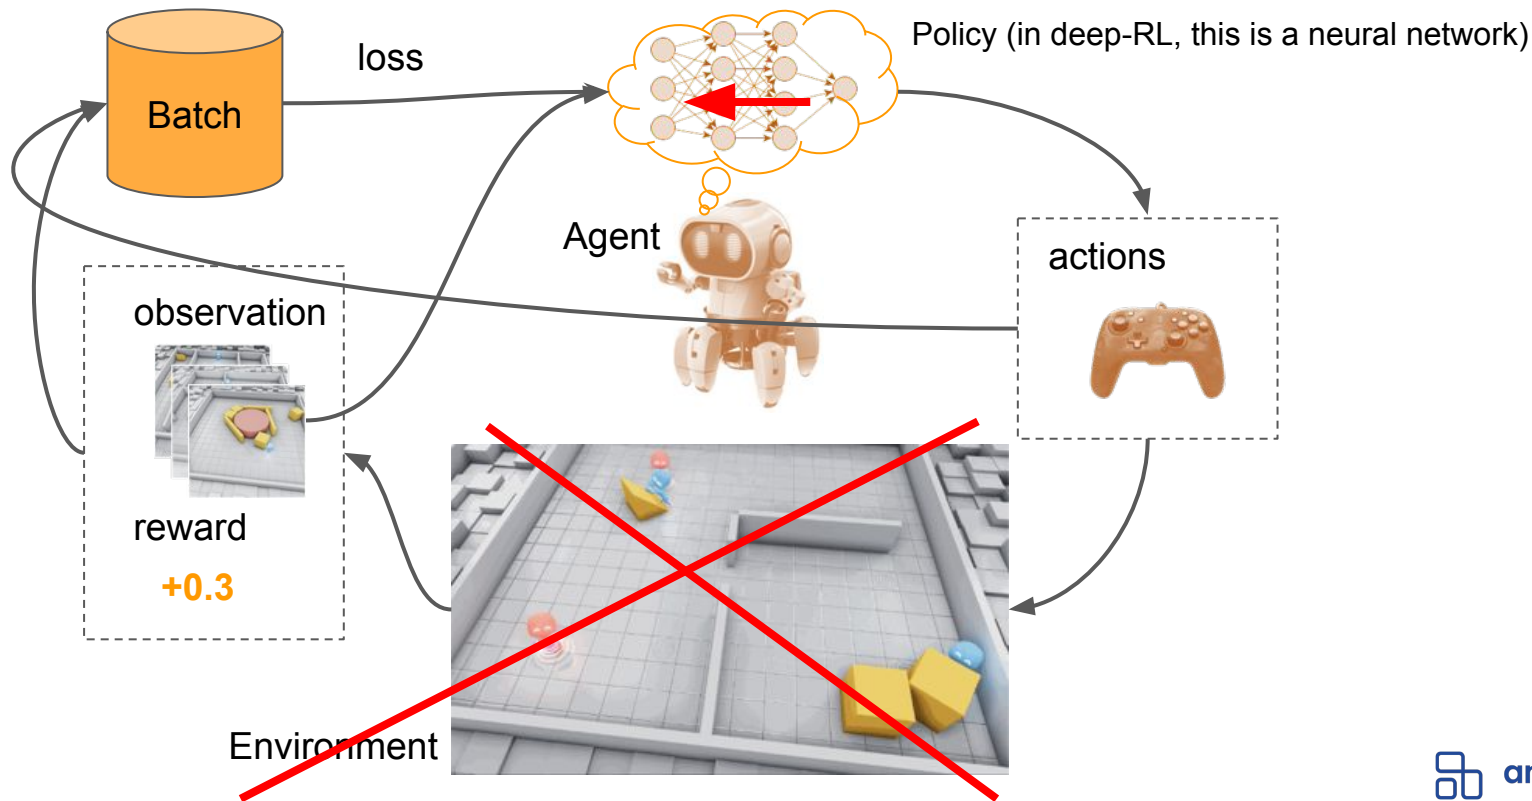 Policy (in deep-RL, this is a neural network)
loss
Batch
Agent
actions
observation
reward
+0.3
Environment